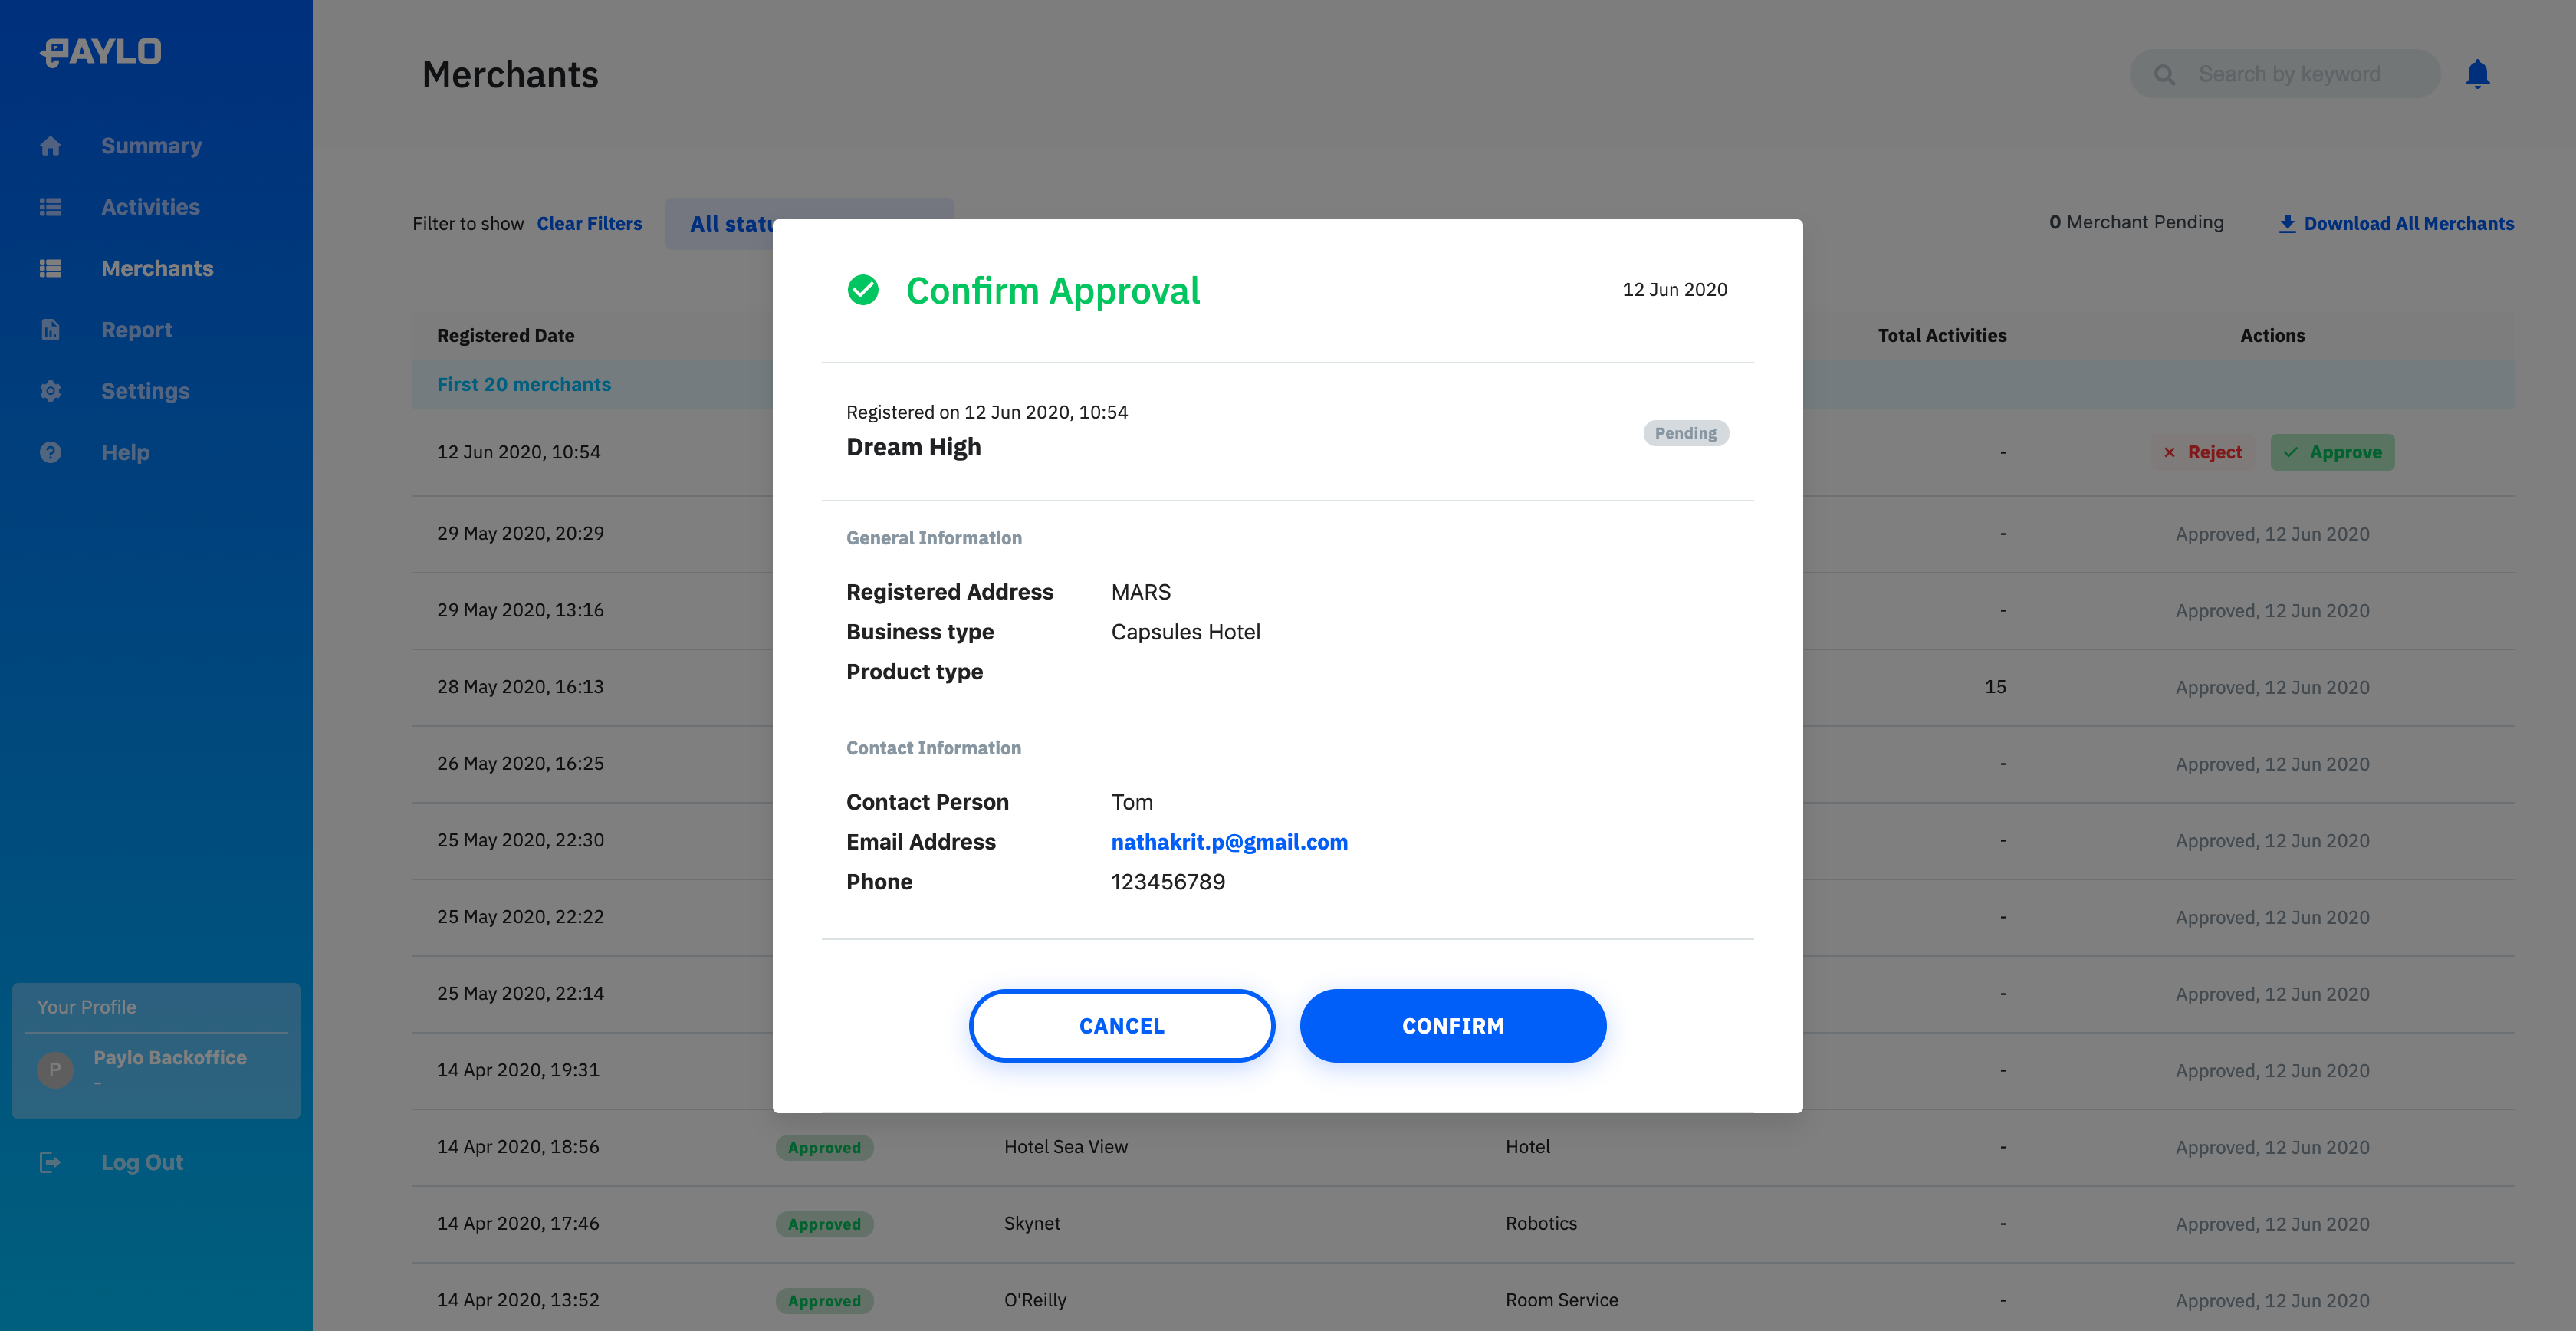 PAYLO
Summary
Activities
Merchants
Report
Settings
Help
Your Profile
P
Paylo Backoffice
-
Log Out
Merchants
Search by keyword
Filter to show Clear Filters All
0 Merchant Pending Download All Merchants
Registered Date Total Activities Actions
First 20 merchants
12 Jun 2020, 10:54 - Reject Approve
29 May 2020, 20:29 - Approved, 12 Jun 2020
29 May 2020, 13:16 - Approved, 12 Jun 2020
28 May 2020, 16:13 15 Approved, 12 Jun 2020
26 May 2020, 16:25 - Approved, 12 Jun 2020
25 May 2020, 22:30 - Approved, 12 Jun 2020
25 May 2020, 22:22 - Approved, 12 Jun 2020
25 May 2020, 22:14 - Approved, 12 Jun 2020
14 Apr 2020, 19:31 - Approved, 12 Jun 2020
14 Apr 2020, 18:56 Approved Hotel Sea View Hotel - Approved, 12 Jun 2020
14 Apr 2020, 17:46 Approved Skynet Robotics - Approved, 12 Jun 2020
14 Apr 2020, 13:52 Approved O'Reilly Room Service - Approved, 12 Jun 2020
Confirm Approval 12 Jun 2020
Registered on 12 Jun 2020, 10:54
Dream High Pending
General Information
Registered Address MARS
Business type Capsules Hotel
Product type
Contact Information
Contact Person Tom
Email Address nathakrit.p@gmail.com
Phone 123456789
CANCEL CONFIRM